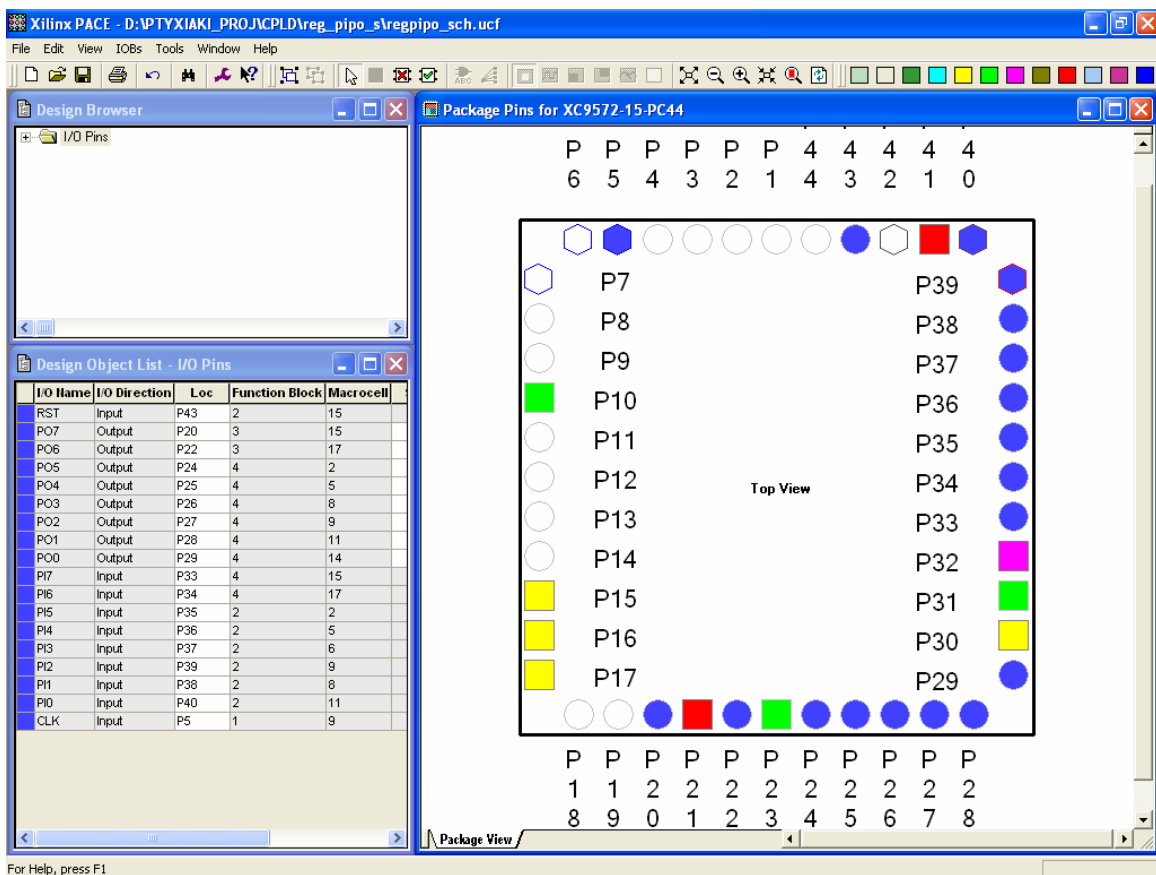 Xilinx PACE - D:\PTYXIAKI_PROJ\CPLD\reg_pipo_s\regpipo_sch.ucf
File Edit View IOBs Tools Window Help
ABC
Design Browser
I/O Pins
Design Object List - I/O Pins
I/O Name I/O Direction Loc Function Block Macrocell
RST Input P43 2 15
PO7 Output P20 3 15
PO6 Output P22 3 17
PO5 Output P24 4 2
PO4 Output P25 4 5
PO3 Output P26 4 8
PO2 Output P27 4 9
PO1 Output P28 4 11
PO0 Output P29 4 14
PI7 Input P33 4 15
PI6 Input P34 4 17
PI5 Input P35 2 2
PI4 Input P36 2 5
PI3 Input P37 2 6
PI2 Input P39 2 9
PI1 Input P38 2 8
PI0 Input P40 2 11
CLK Input P5 1 9
Package Pins for XC9572-15-PC44
P P P P P P 4 4 4 4 4
6 5 4 3 2 1 4 3 2 1 0
P7 P39
P8 P38
P9 P37
P10 P36
P11 P35
P12 P34
Top View
P13 P33
P14 P32
P15 P31
P16 P30
P17 P29
P P P P P P P P P P P
1 1 2 2 2 2 2 2 2 2 2
8 9 0 1 2 3 4 5 6 7 8
Package View
For Help, press F1